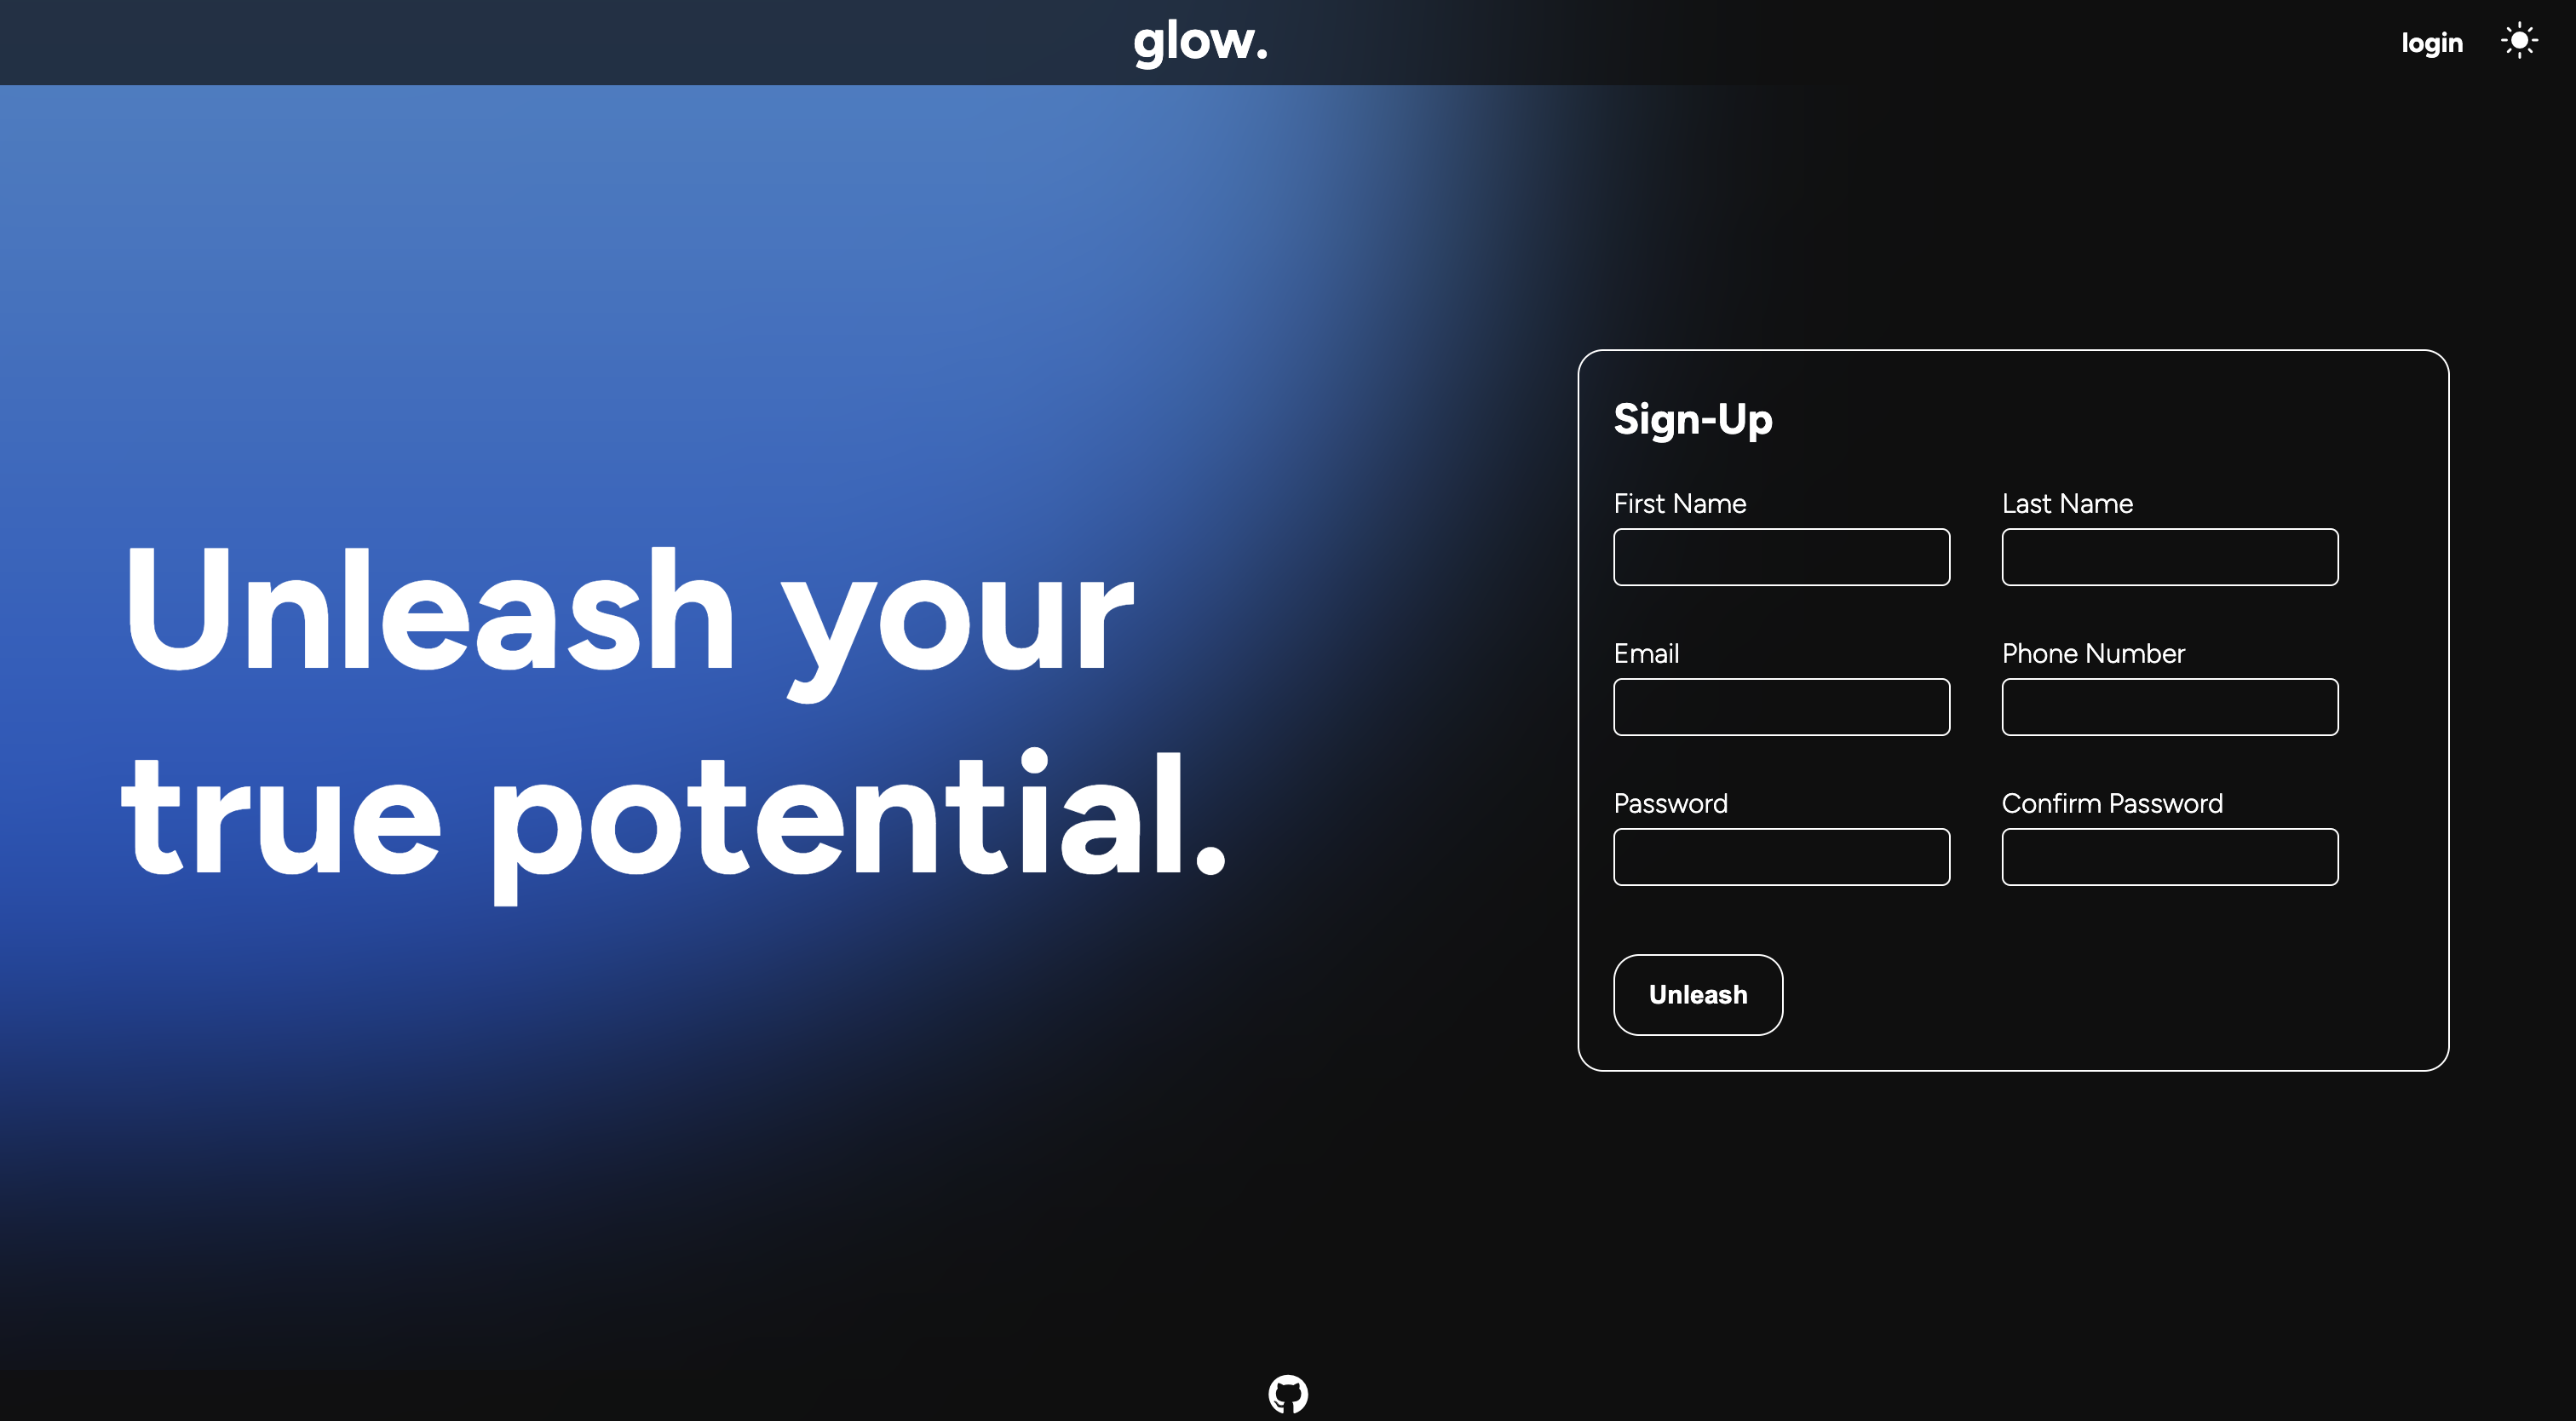 glow.
login
Unleash your
true potential.
Sign-Up
First Name
Last Name
Email
Phone Number
Password
Confirm Password
Unleash